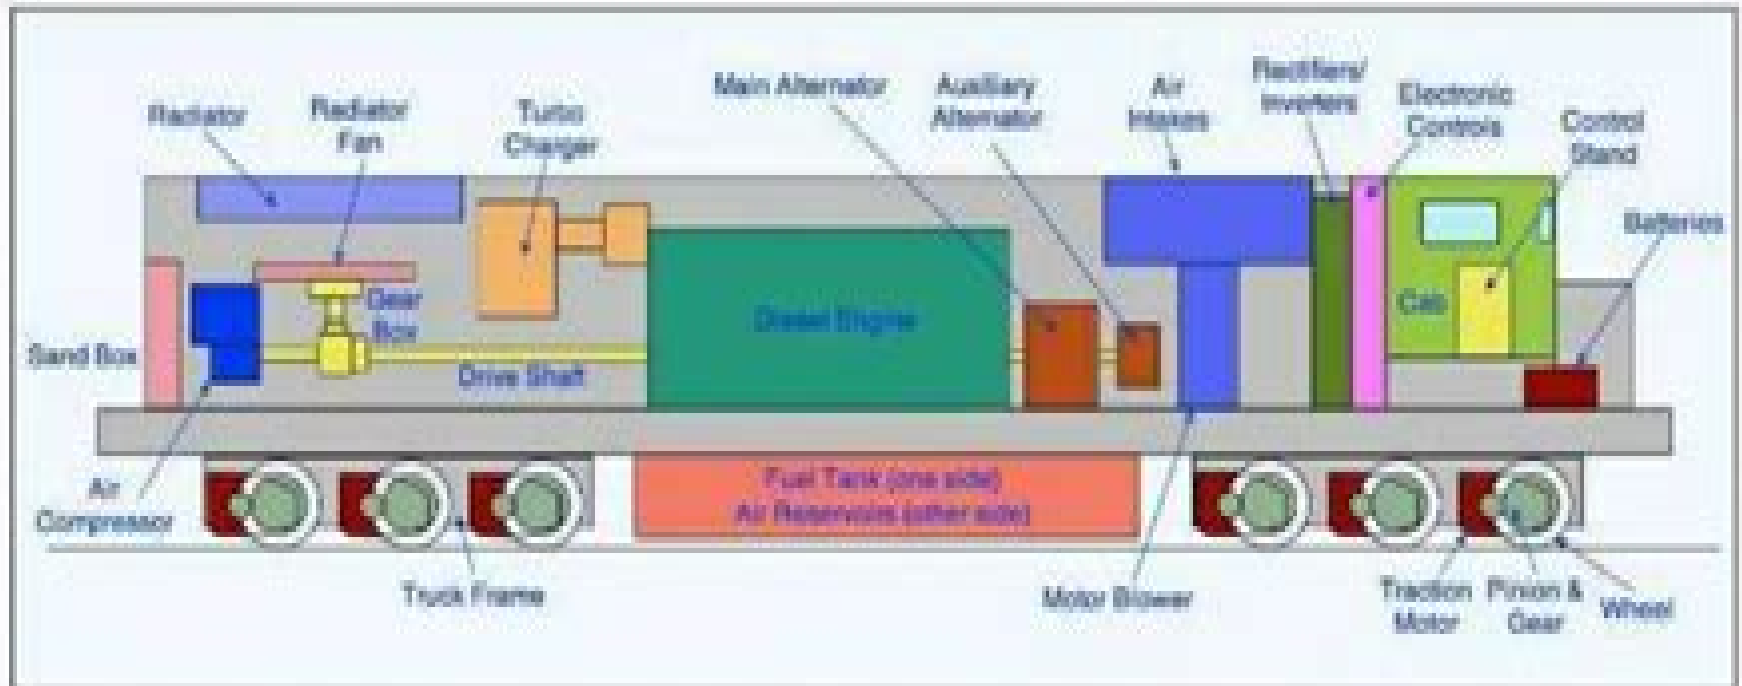 Radiator
Radiator
Fan
Turbo
Charger
Main Alternator
Auxiliary
Alternator
Air
Intakes
Rectifiers/
Inverters
Electronic
Controls
Control
Stand
Batteries
Gear
Box
Diesel Engine
Cab
Sand Box
Drive Shaft
Air
Compressor
Fuel Tank (one side)
Air Reservoirs (other side)
Truck Frame
Motor Blower
Traction
Motor
Pinion &
Gear
Wheel